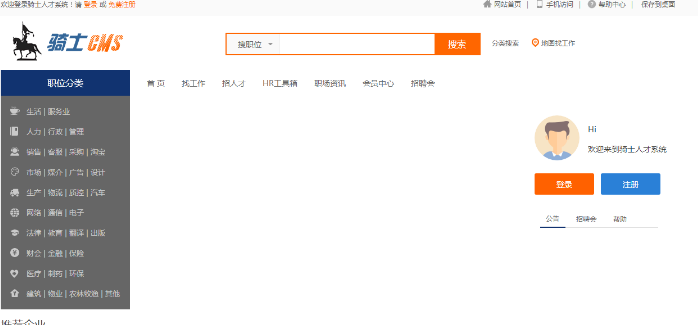 欢迎登录骑士人才系统！请 登录 或 免费注册
网站首页 | 手机访问 | 帮助中心 | 保存到桌面
骑士CMS
搜职位 搜索 分类搜索 地图找工作
职位分类
首 页 找工作 招人才 HR工具箱 职场资讯 会员中心 招聘会
生活 | 服务业
人力 | 行政 | 管理
销售 | 客服 | 采购 | 淘宝
市场 | 媒介 | 广告 | 设计
生产 | 物流 | 质控 | 汽车
网络 | 通信 | 电子
法律 | 教育 | 翻译 | 出版
财会 | 金融 | 保险
医疗 | 制药 | 环保
建筑 | 物业 | 农林牧渔 | 其他
Hi
欢迎来到骑士人才系统
登录 注册
公告 招聘会 帮助